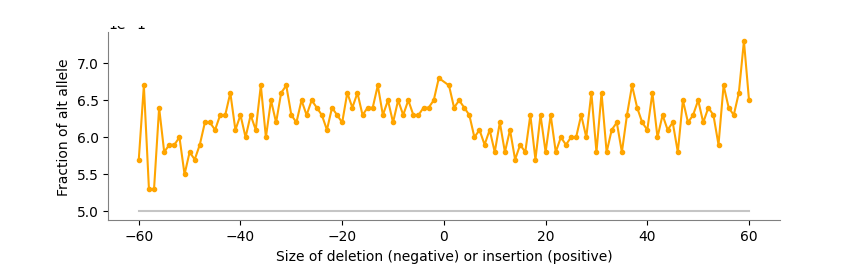 7.0
6.5
6.0
5.5
5.0
Fraction of alt allele
−60 −40 −20 0 20 40 60
Size of deletion (negative) or insertion (positive)